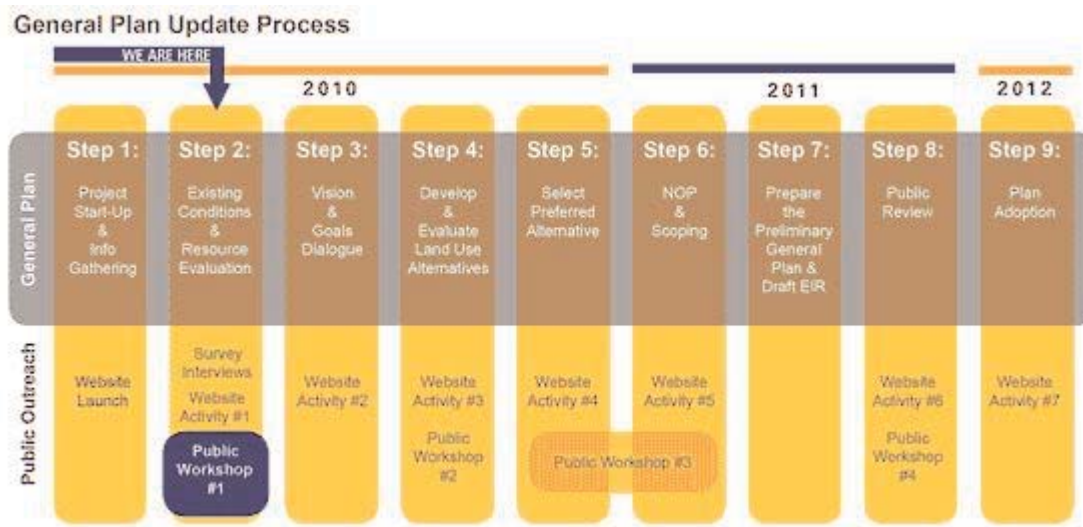 General Plan Update Process
WE ARE HERE
2010
2011
2012
General Plan
Step 1:
Project
Start-Up
&
Info
Gathering
Step 2:
Existing
Conditions
&
Resource
Evaluation
Step 3:
Vision
&
Goals
Dialogue
Step 4:
Develop
&
Evaluate
Land Use
Alternatives
Step 5:
Select
Preferred
Alternative
Step 6:
NOP
&
Scoping
Step 7:
Prepare
the
Preliminary
General
Plan &
Draft EIR
Step 8:
Public
Review
Step 9:
Plan
Adoption
Public Outreach
Website
Launch
Survey
Interviews
Website
Activity #1
Public
Workshop
#1
Website
Activity #2
Website
Activity #3
Public
Workshop
#2
Website
Activity #4
Public Workshop #3
Website
Activity #5
Website
Activity #6
Public
Workshop
#4
Website
Activity #7